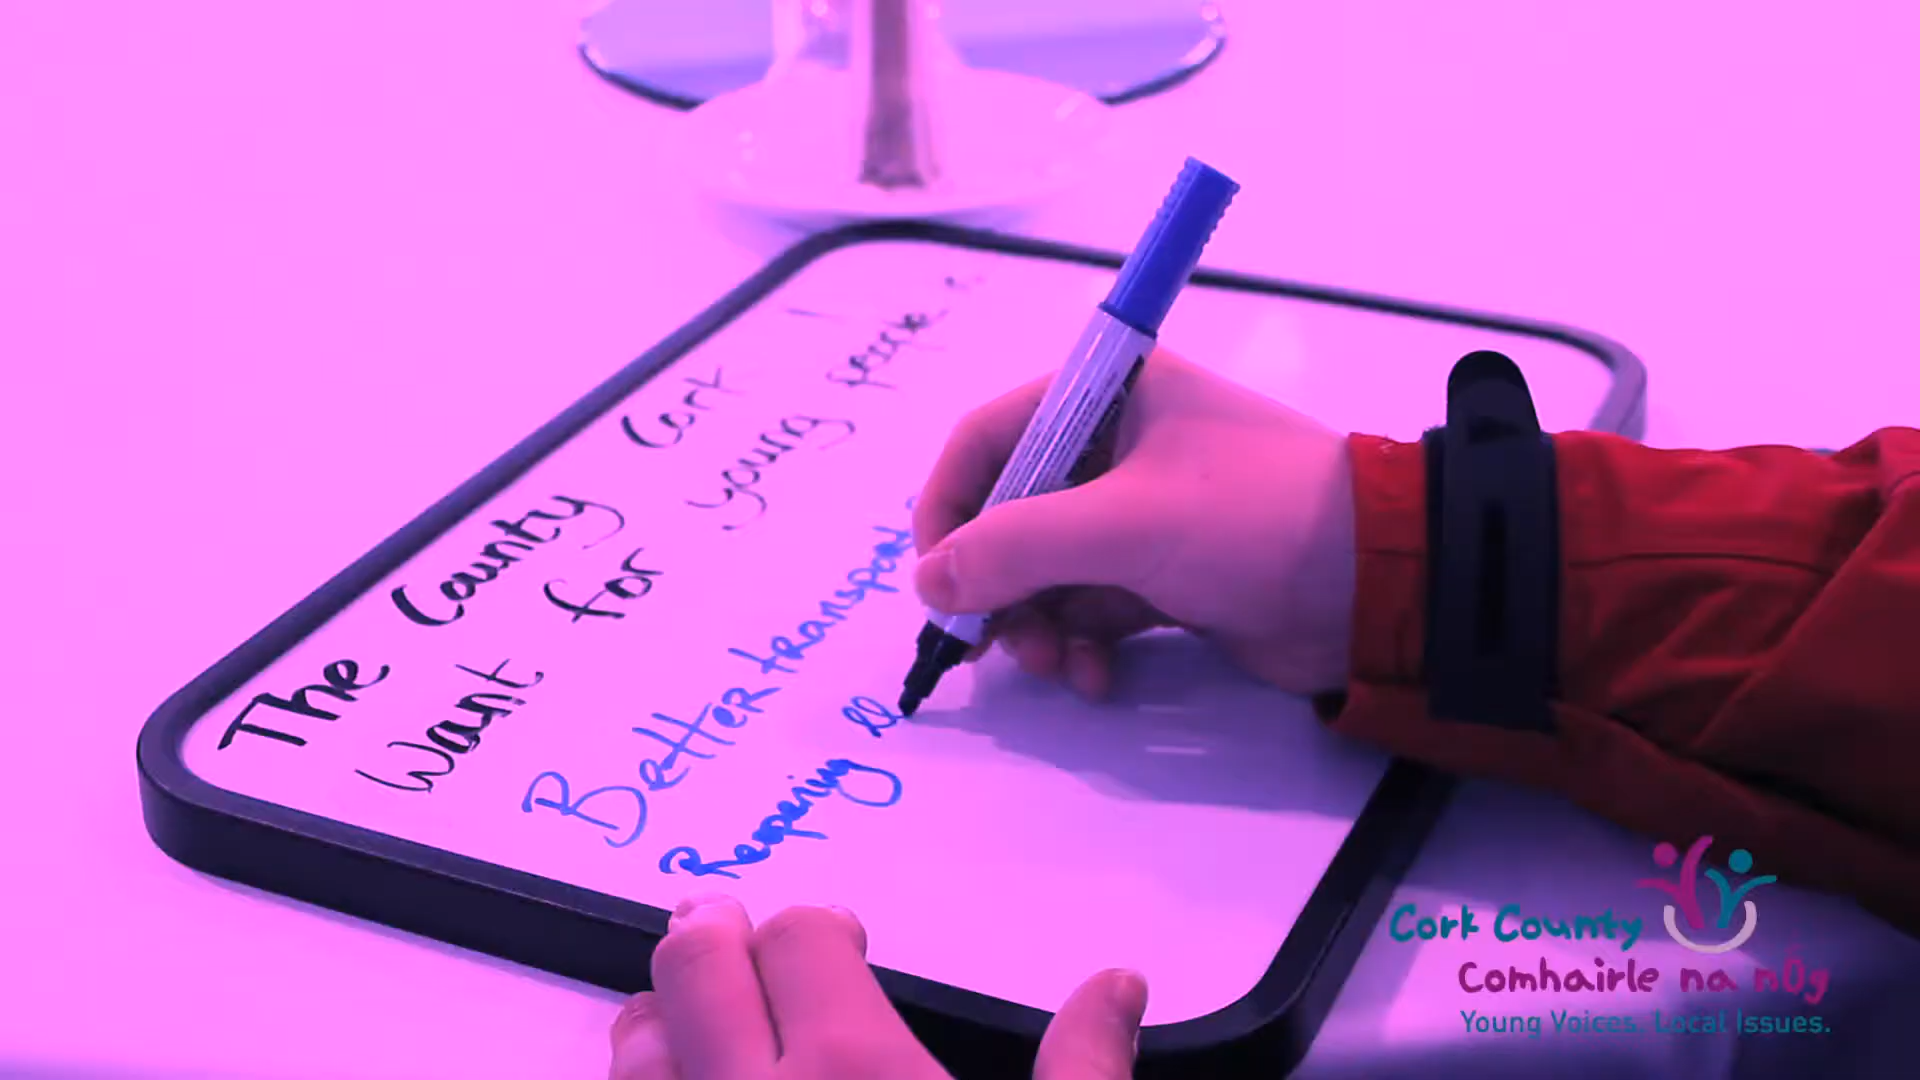 The County Cork I
Want for young people is
Better transport
Reopening
Cork County
Comhairle na nÓg
Young Voices. Local Issues.